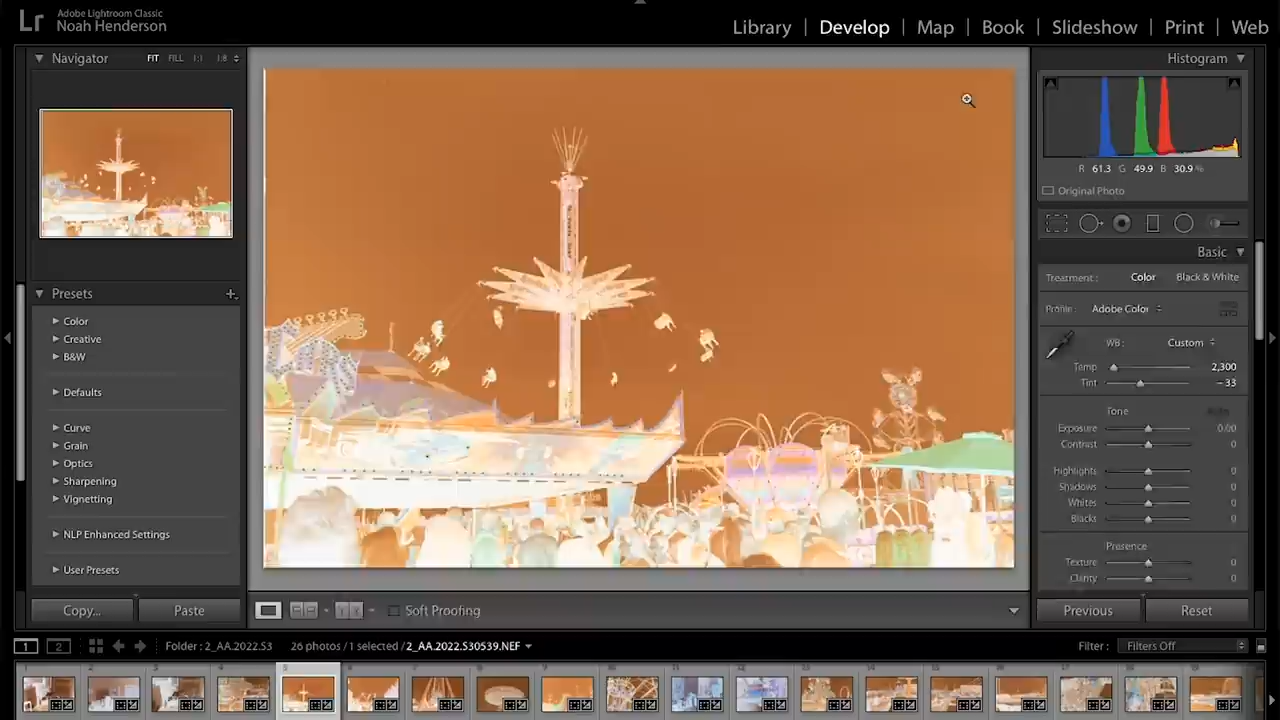 Lr
Adobe Lightroom Classic
Noah Henderson
Library | Develop | Map | Book | Slideshow | Print | Web
Navigator FIT FILL 1:1 1:8
Presets +
Color
Creative
B&W
Defaults
Curve
Grain
Optics
Sharpening
Vignetting
NLP Enhanced Settings
User Presets
Copy... Paste
Soft Proofing
Histogram
R 61.3 G 49.9 B 30.9 %
Original Photo
Basic
Treatment: Color Black & White
Profile: Adobe Color
WB: Custom
Temp 2,300
Tint - 33
Tone
Exposure 0.00
Contrast 0
Highlights 0
Shadows 0
Whites 0
Blacks 0
Presence
Texture 0
Clarity 0
Previous Reset
1 2 Folder : 2_AA.2022.S3 26 photos / 1 selected / 2_AA.2022.S30539.NEF Filter : Filters Off